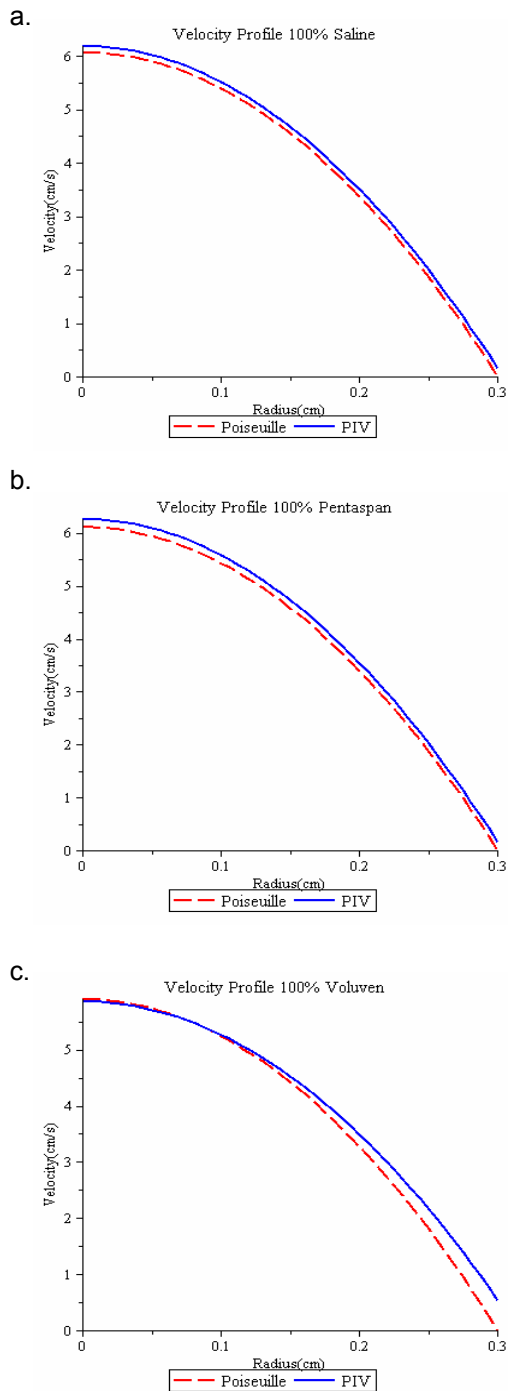 a.
Velocity Profile 100% Saline
6
5
4
3
2
1
0
Velocity(cm/s)
0 0.1 0.2 0.3
Radius(cm)
Poiseuille PIV
b.
Velocity Profile 100% Pentaspan
6
5
4
3
2
1
0
Velocity(cm/s)
0 0.1 0.2 0.3
Radius(cm)
Poiseuille PIV
c.
Velocity Profile 100% Voluven
5
4
3
2
1
0
Velocity(cm/s)
0 0.1 0.2 0.3
Radius(cm)
Poiseuille PIV